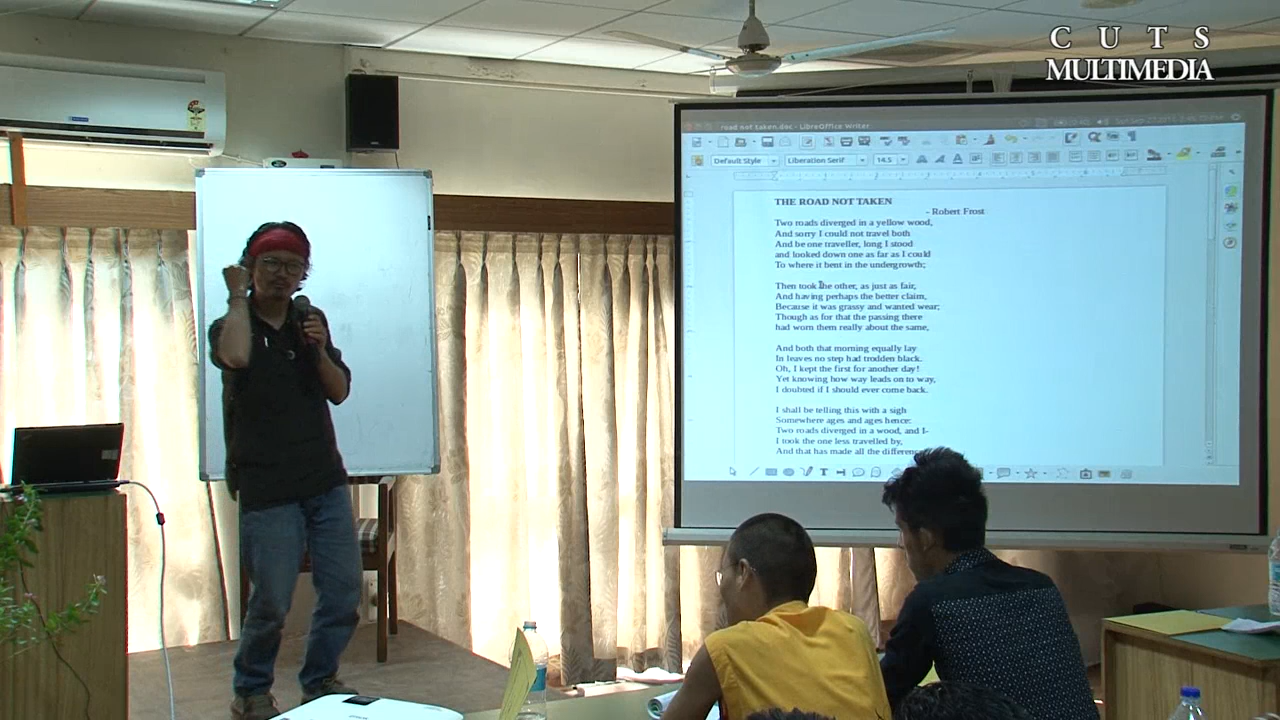 C U T S
MULTIMEDIA
road not taken.doc - LibreOffice Writer
Default Style
Liberation Serif
14.5
THE ROAD NOT TAKEN
- Robert Frost
Two roads diverged in a yellow wood,
And sorry I could not travel both
And be one traveller, long I stood
and looked down one as far as I could
To where it bent in the undergrowth;
Then took the other, as just as fair,
And having perhaps the better claim,
Because it was grassy and wanted wear;
Though as for that the passing there
had worn them really about the same,
And both that morning equally lay
In leaves no step had trodden black.
Oh, I kept the first for another day!
Yet knowing how way leads on to way,
I doubted if I should ever come back.
I shall be telling this with a sigh
Somewhere ages and ages hence:
Two roads diverged in a wood, and I-
I took the one less travelled by,
And that has made all the difference